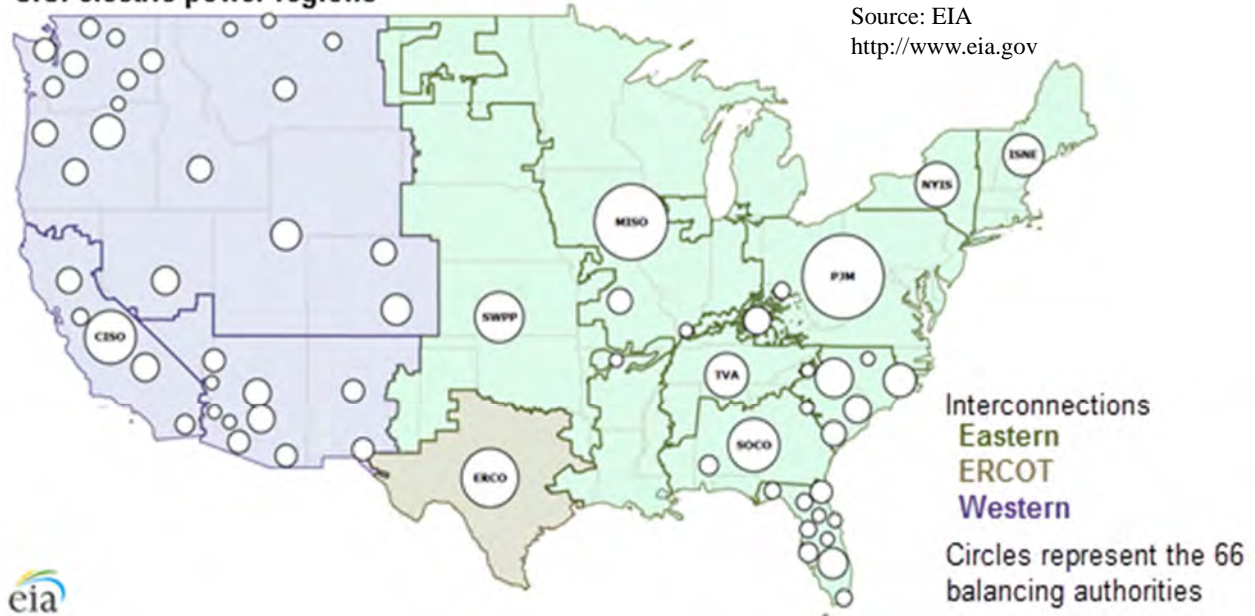 U.S. electric power regions
Source: EIA
http://www.eia.gov
ISNE
NYIS
MISO
PJM
SWPP
CISO
TVA
SOCO
ERCO
Interconnections
Eastern
ERCOT
Western
Circles represent the 66
balancing authorities
eia